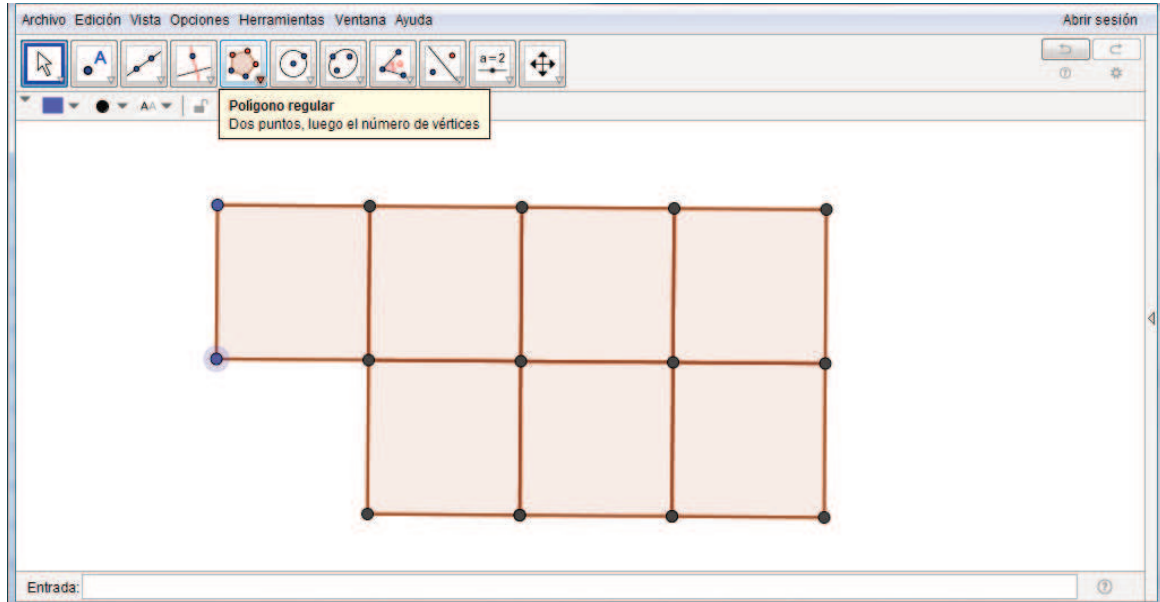 Archivo Edición Vista Opciones Herramientas Ventana Ayuda Abrir sesión
A
a=2
AA
Polígono regular
Dos puntos, luego el número de vértices
Entrada: